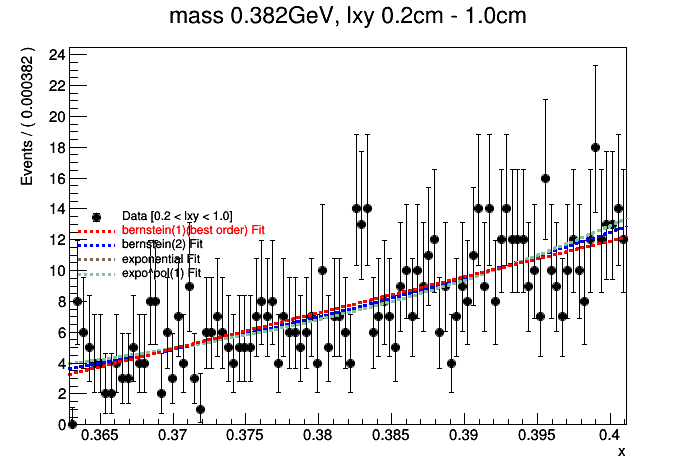 mass 0.382GeV, lxy 0.2cm - 1.0cm
Events / ( 0.000382 )
24
22
20
18
16
14
12
10
8
6
4
2
0
Data [0.2 < lxy < 1.0]
bernstein(1)(best order) Fit
bernstein(2) Fit
exponential Fit
expo*pol(1) Fit
0.365 0.37 0.375 0.38 0.385 0.39 0.395 0.4
x